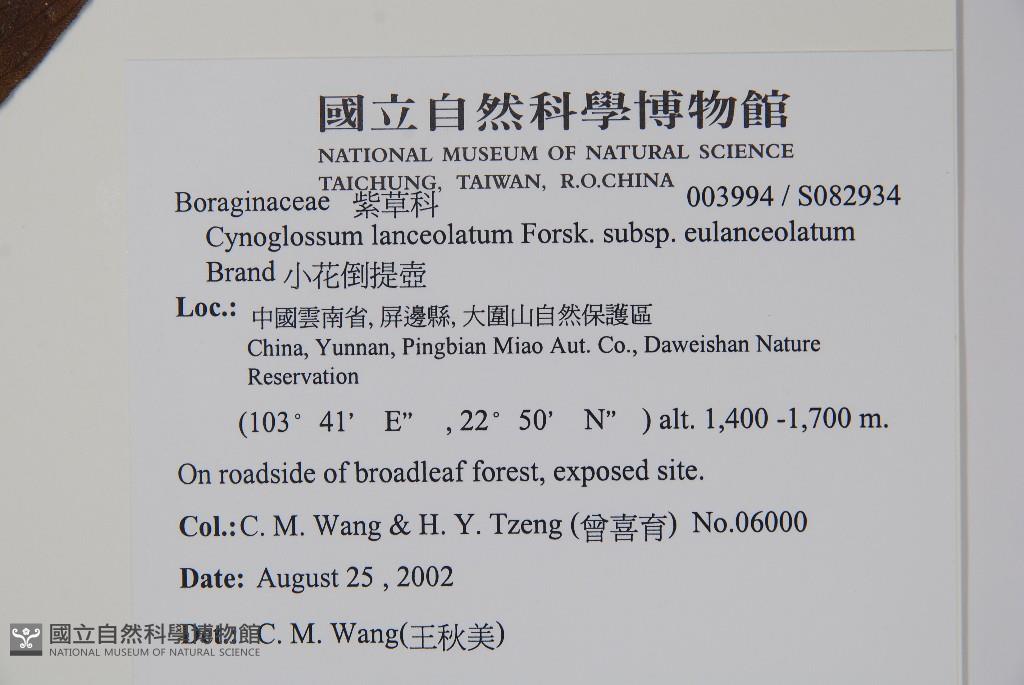 國立自然科學博物館
NATIONAL MUSEUM OF NATURAL SCIENCE
TAICHUNG, TAIWAN, R.O.CHINA
Boraginaceae 紫草科 003994 / S082934
Cynoglossum lanceolatum Forsk. subsp. eulanceolatum
Brand 小花倒提壺
Loc.: 中國雲南省, 屏邊縣, 大圍山自然保護區
China, Yunnan, Pingbian Miao Aut. Co., Daweishan Nature
Reservation
(103° 41’ E” , 22° 50’ N” ) alt. 1,400 -1,700 m.
On roadside of broadleaf forest, exposed site.
Col.: C. M. Wang & H. Y. Tzeng (曾喜育) No.06000
Date: August 25 , 2002
Det.: C. M. Wang(王秋美)
國立自然科學博物館
NATIONAL MUSEUM OF NATURAL SCIENCE